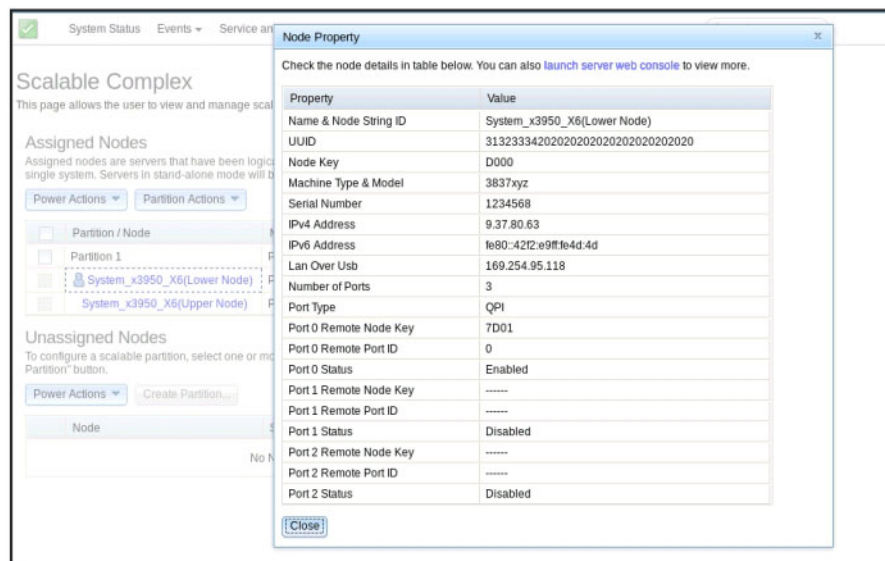 System Status Events Service an
Node Property x
Check the node details in table below. You can also launch server web console to view more.
Scalable Complex
This page allows the user to view and manage scal
Assigned Nodes
Assigned nodes are servers that have been logic
single system. Servers in stand-alone mode will b
Power Actions Partition Actions
Partition / Node
Partition 1 P
System_x3950_X6(Lower Node) P
System_x3950_X6(Upper Node) P
Unassigned Nodes
To configure a scalable partition, select one or mo
Partition" button.
Power Actions Create Partition...
Node S
No N
Property Value
Name & Node String ID System_x3950_X6(Lower Node)
UUID 31323334202020202020202020202020
Node Key D000
Machine Type & Model 3837xyz
Serial Number 1234568
IPv4 Address 9.37.80.63
IPv6 Address fe80::42f2:e9ff:fe4d:4d
Lan Over Usb 169.254.95.118
Number of Ports 3
Port Type QPI
Port 0 Remote Node Key 7D01
Port 0 Remote Port ID 0
Port 0 Status Enabled
Port 1 Remote Node Key ------
Port 1 Remote Port ID ------
Port 1 Status Disabled
Port 2 Remote Node Key ------
Port 2 Remote Port ID ------
Port 2 Status Disabled
Close